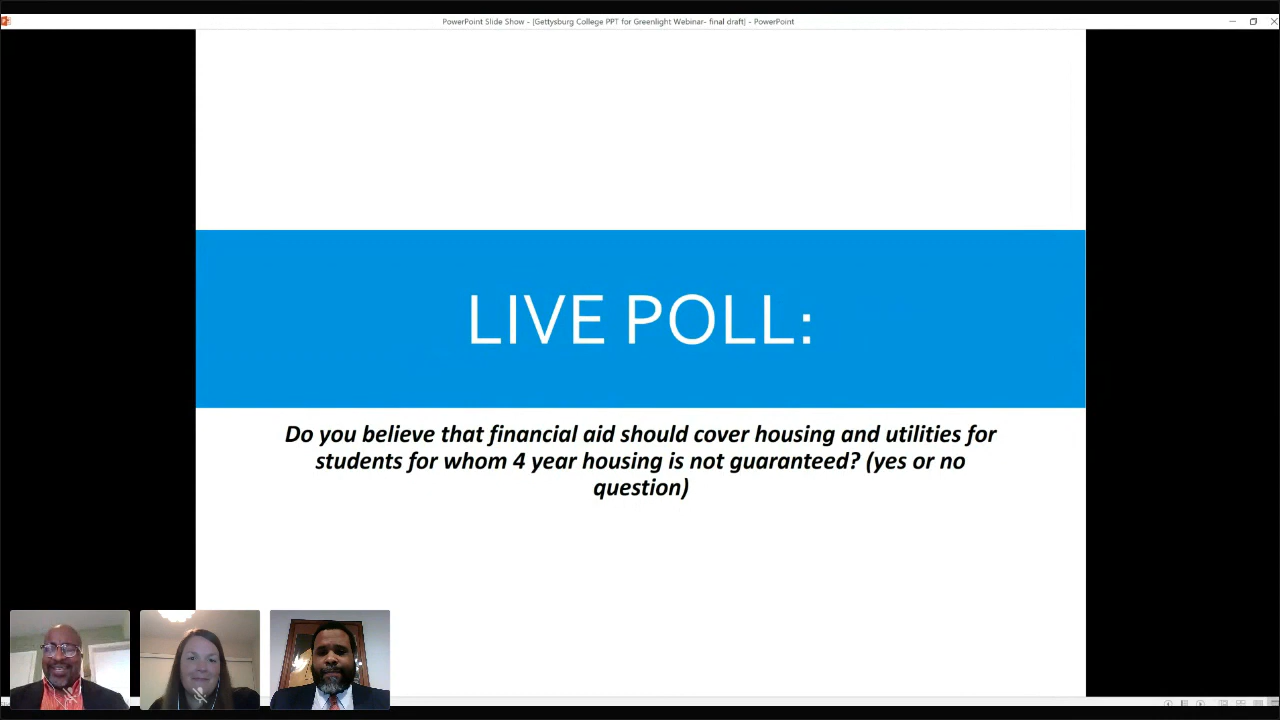 PowerPoint Slide Show - [Gettysburg College PPT for Greenlight Webinar- final draft] - PowerPoint
LIVE POLL:
Do you believe that financial aid should cover housing and utilities for
students for whom 4 year housing is not guaranteed? (yes or no
question)